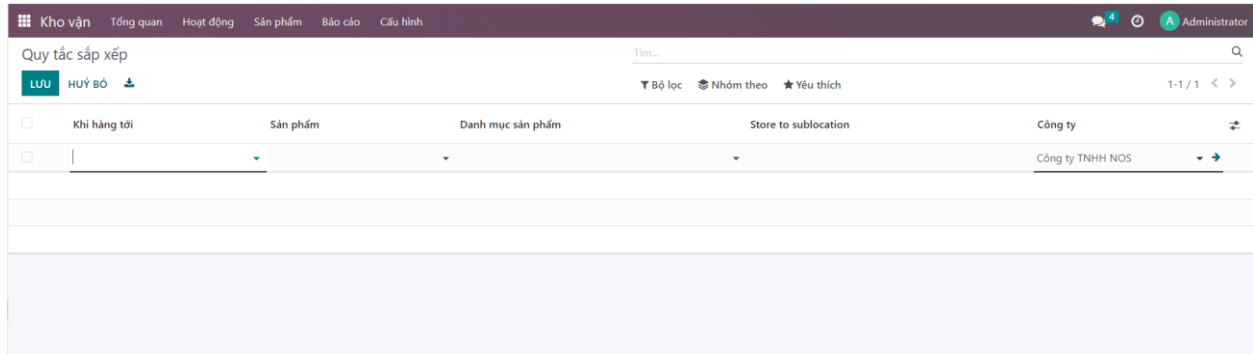 Kho vận Tổng quan Hoạt động Sản phẩm Báo cáo Cấu hình 4 A Administrator
Quy tắc sắp xếp Tìm...
LƯU HUỶ BỎ Bộ lọc Nhóm theo Yêu thích 1-1 / 1
Khi hàng tới Sản phẩm Danh mục sản phẩm Store to sublocation Công ty
Công ty TNHH NOS